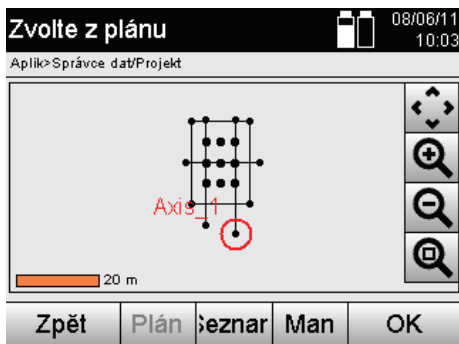 Zvolte z plánu
08/06/11
10:03
Aplik>Správce dat/Projekt
Axis_1
20 m
Zpět Plán Seznar Man OK